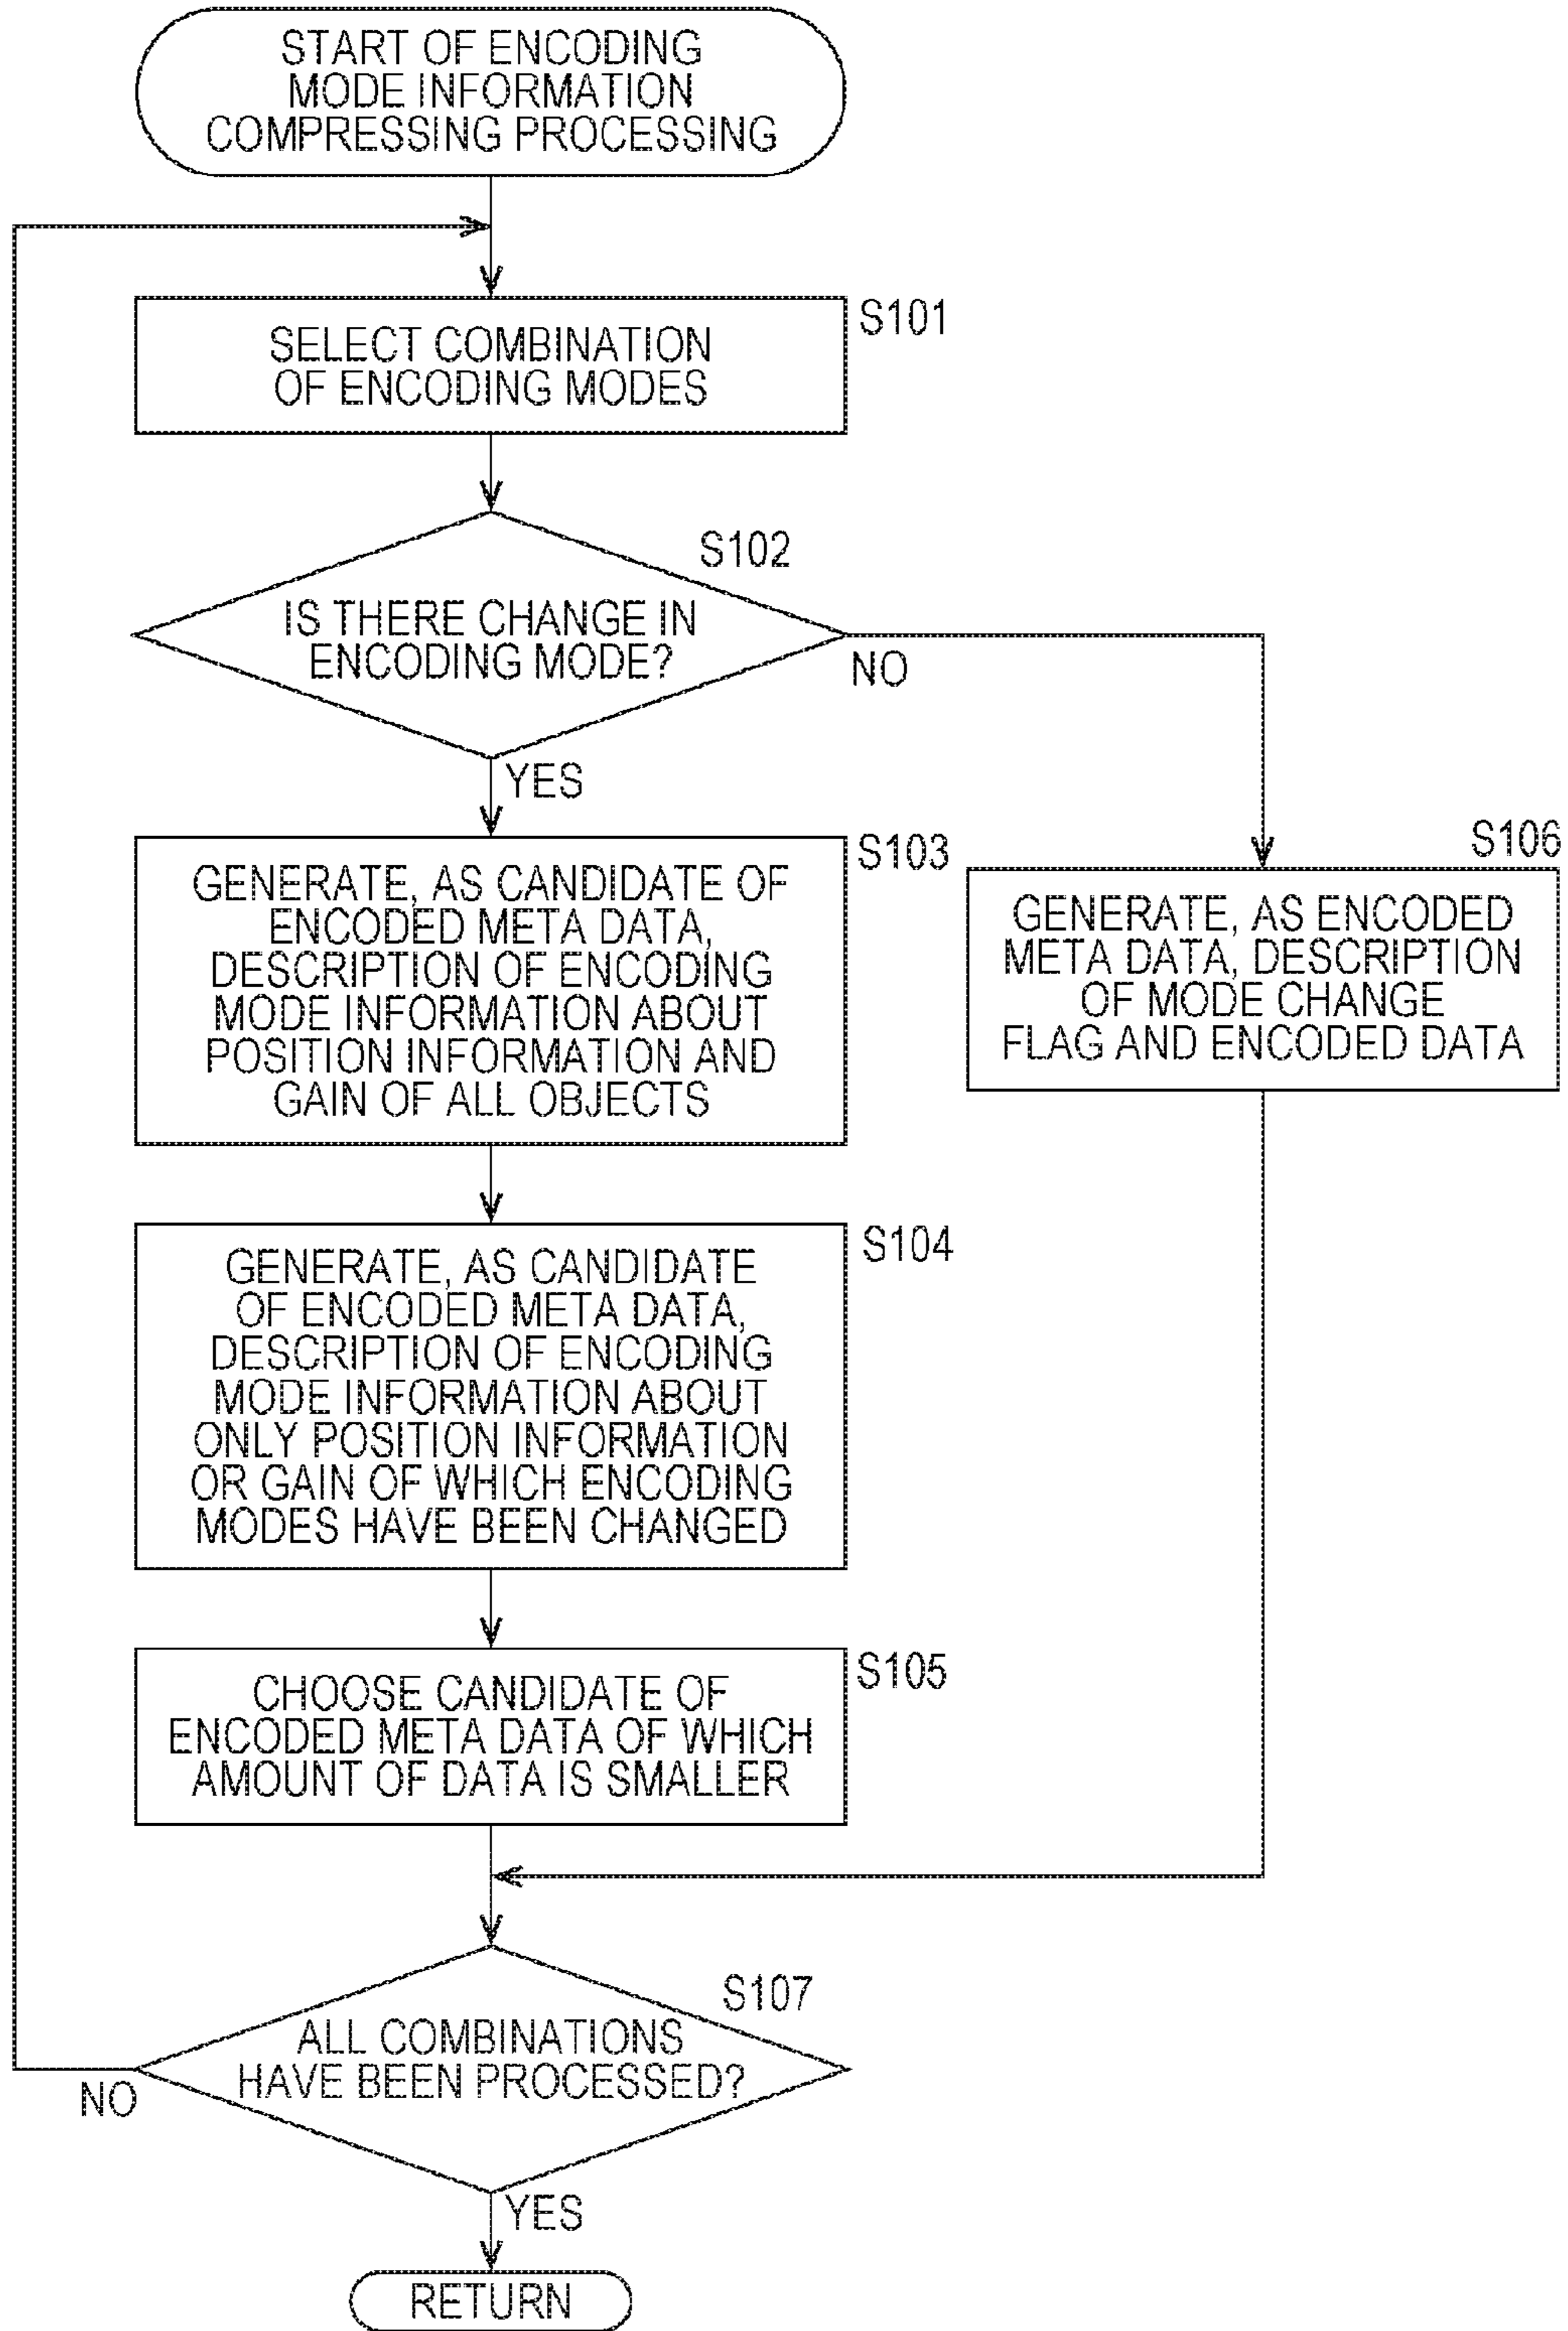 START OF ENCODING
MODE INFORMATION
COMPRESSING PROCESSING
S101
SELECT COMBINATION
OF ENCODING MODES
S102
IS THERE CHANGE IN
ENCODING MODE?
NO
YES
S103
GENERATE, AS CANDIDATE OF
ENCODED META DATA,
DESCRIPTION OF ENCODING
MODE INFORMATION ABOUT
POSITION INFORMATION AND
GAIN OF ALL OBJECTS
S106
GENERATE, AS ENCODED
META DATA, DESCRIPTION
OF MODE CHANGE
FLAG AND ENCODED DATA
S104
GENERATE, AS CANDIDATE
OF ENCODED META DATA,
DESCRIPTION OF ENCODING
MODE INFORMATION ABOUT
ONLY POSITION INFORMATION
OR GAIN OF WHICH ENCODING
MODES HAVE BEEN CHANGED
S105
CHOOSE CANDIDATE OF
ENCODED META DATA OF WHICH
AMOUNT OF DATA IS SMALLER
S107
ALL COMBINATIONS
HAVE BEEN PROCESSED?
NO
YES
RETURN